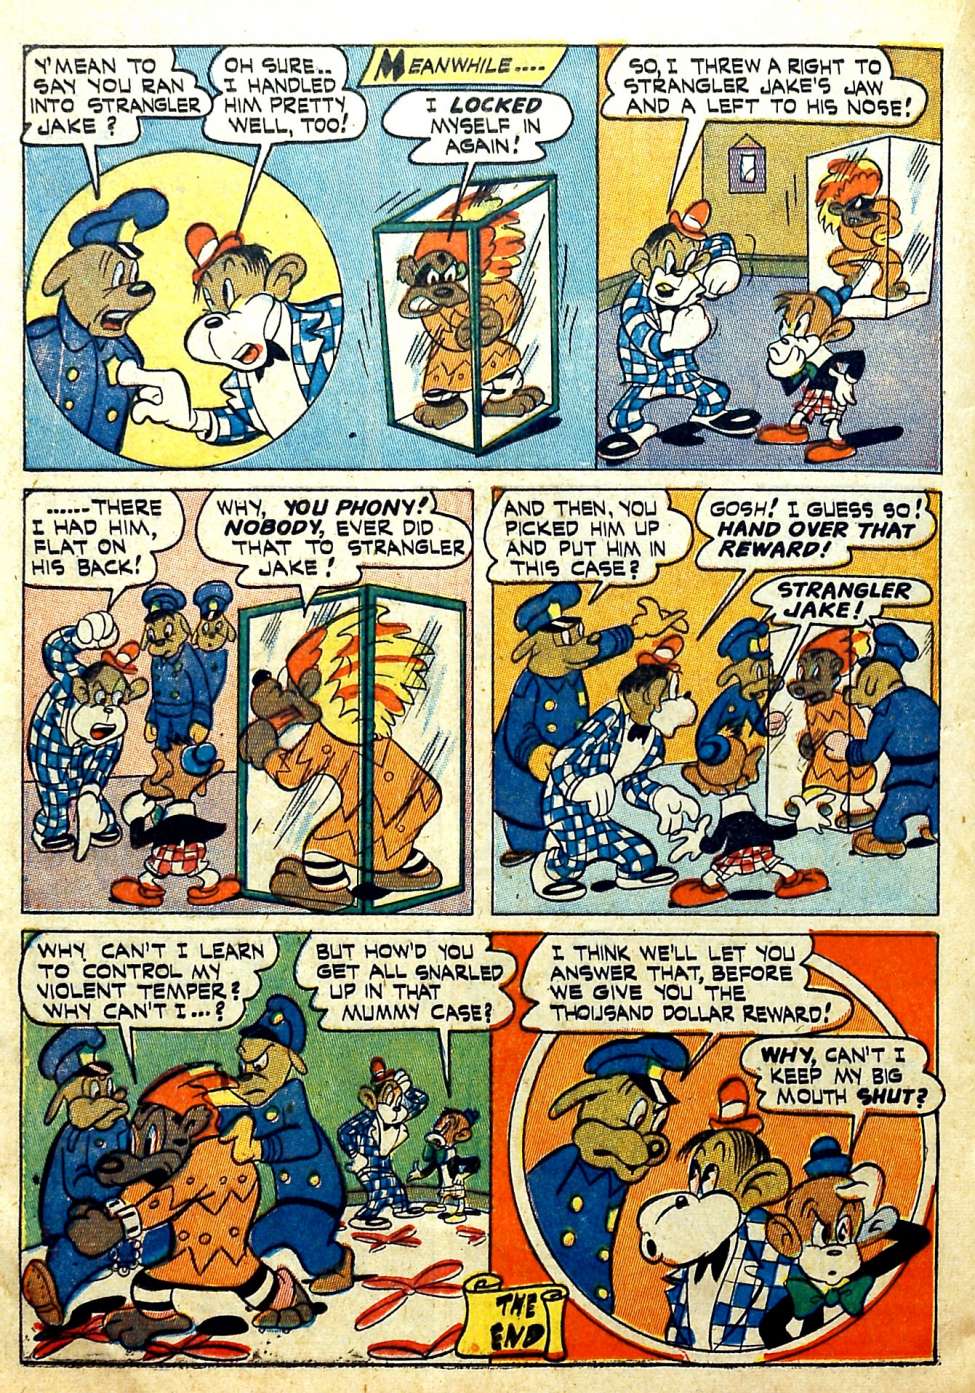 Y'MEAN TO
SAY YOU RAN
INTO STRANGLER
JAKE?
OH SURE..
I HANDLED
HIM PRETTY
WELL, TOO!
MEANWHILE....
I LOCKED
MYSELF IN
AGAIN!
SO, I THREW A RIGHT TO
STRANGLER JAKE'S JAW
AND A LEFT TO HIS NOSE!
......THERE
I HAD HIM,
FLAT ON
HIS BACK!
WHY, YOU PHONY!
NOBODY, EVER DID
THAT TO STRANGLER
JAKE!
AND THEN, YOU
PICKED HIM UP
AND PUT HIM IN
THIS CASE?
GOSH! I GUESS SO!
HAND OVER THAT
REWARD!
STRANGLER
JAKE!
WHY, CAN'T I LEARN
TO CONTROL MY
VIOLENT TEMPER?
WHY CAN'T I...?
BUT HOW'D YOU
GET ALL SNARLED
UP IN THAT
MUMMY CASE?
I THINK WE'LL LET YOU
ANSWER THAT, BEFORE
WE GIVE YOU THE
THOUSAND DOLLAR REWARD!
WHY, CAN'T I
KEEP MY BIG
MOUTH SHUT?
THE
END